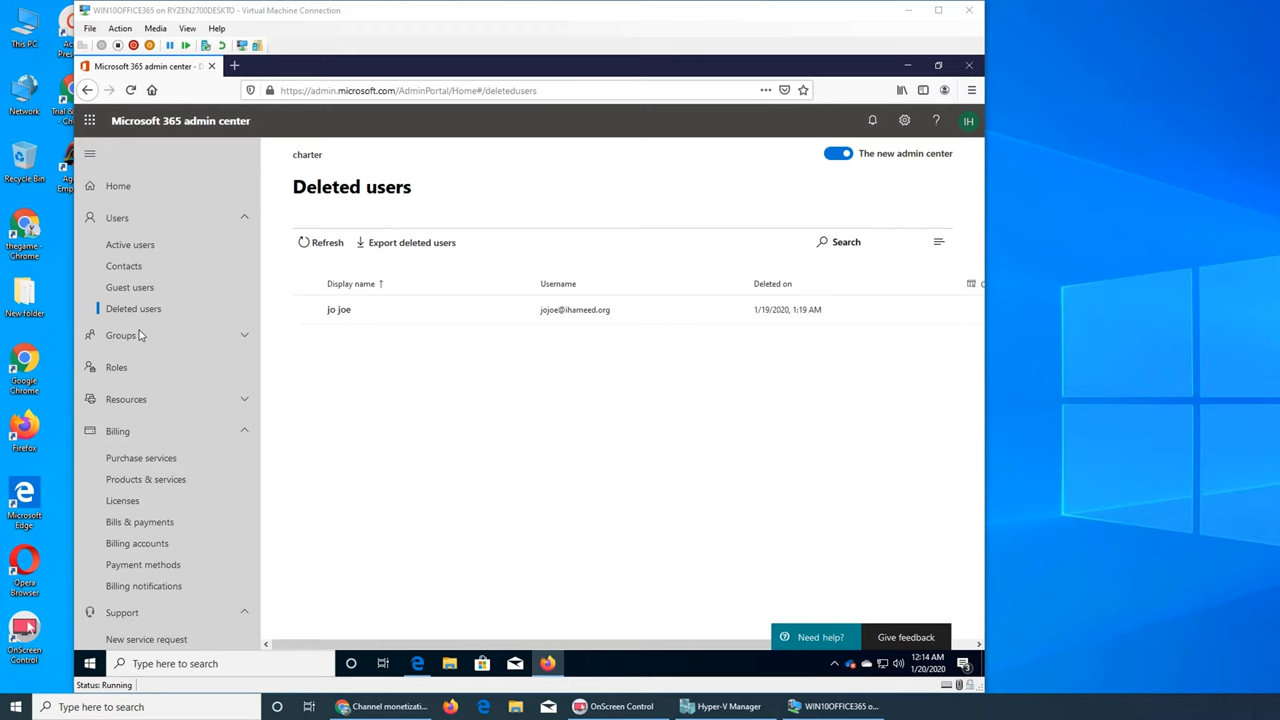 WIN10OFFICE365 on RYZEN2700DESKTO - Virtual Machine Connection
File Action Media View Help
Microsoft 365 admin center - D
https://admin.microsoft.com/AdminPortal/Home#/deletedusers
Microsoft 365 admin center
IH
charter
The new admin center
Deleted users
Refresh
Export deleted users
Search
Display name ↑
Username
Deleted on
jo joe
jojoe@ihameed.org
1/19/2020, 1:19 AM
Home
Users
Active users
Contacts
Guest users
Deleted users
Groups
Roles
Resources
Billing
Purchase services
Products & services
Licenses
Bills & payments
Billing accounts
Payment methods
Billing notifications
Support
New service request
Need help?
Give feedback
Type here to search
12:14 AM
1/20/2020
Status: Running
This PC
Network
Recycle Bin
thegame -
Chrome
New folder
Google
Chrome
Firefox
Microsoft
Edge
Opera
Browser
OnScreen
Control
Type here to search
Channel monetizati...
OnScreen Control
Hyper-V Manager
WIN10OFFICE365 o...